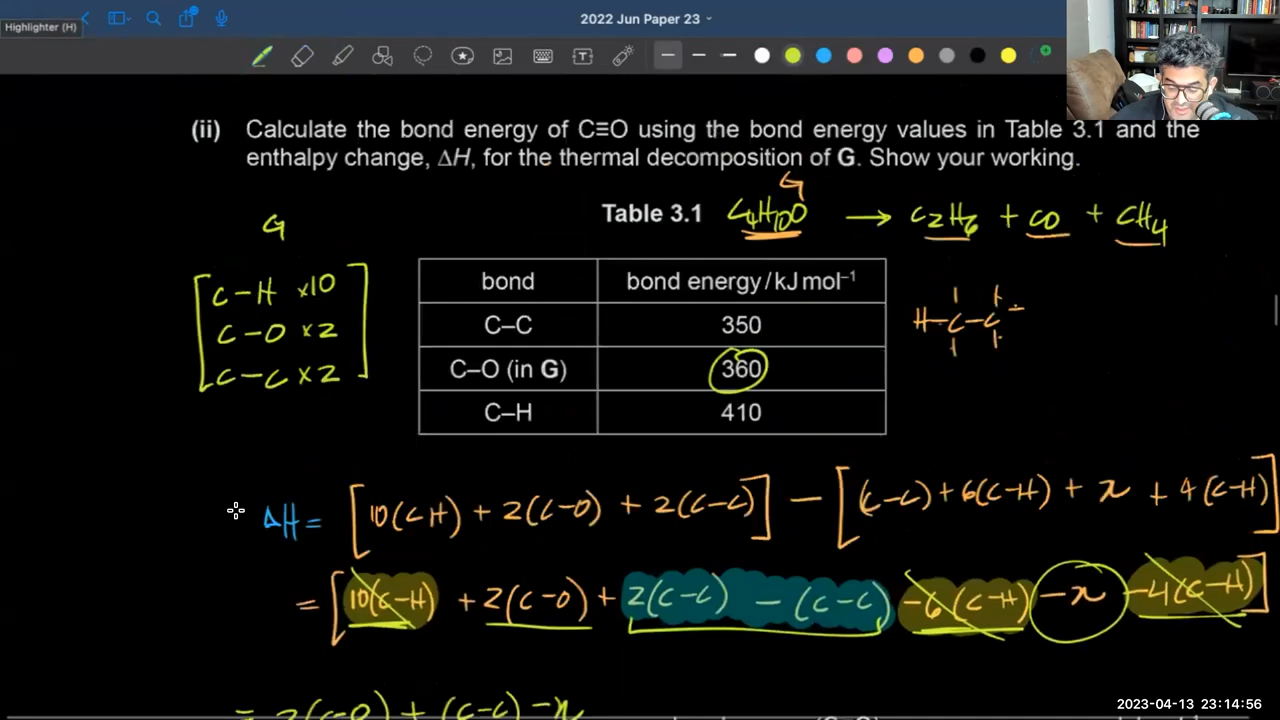 Highlighter (H)
2022 Jun Paper 23
(ii) Calculate the bond energy of C≡O using the bond energy values in Table 3.1 and the
enthalpy change, ΔH, for the thermal decomposition of G. Show your working.
G
Table 3.1 C4H10O → C2H6 + CO + CH4
G
C-H ×10
C-O ×2
C-C ×2
bond bond energy / kJ mol⁻¹
C–C 350
C–O (in G) 360
C–H 410
H-C-C-
ΔH = [10(C-H) + 2(C-O) + 2(C-C)] - [(C-C) + 6(C-H) + x + 4(C-H)]
= [10(C-H) + 2(C-O) + 2(C-C) - (C-C) - 6(C-H) - x - 4(C-H)]
= 2(C-O) + (C-C) - x
2023-04-13 23:14:56